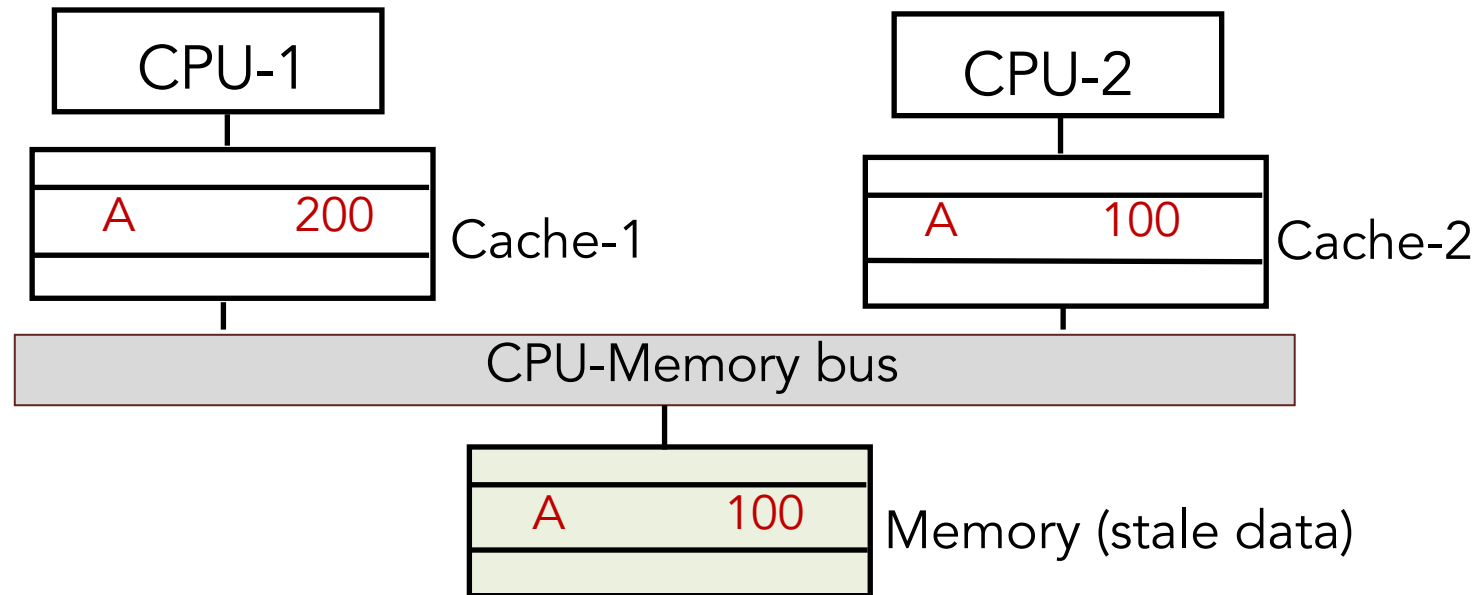 CPU-1
CPU-2
A 200
Cache-1
A 100
Cache-2
CPU-Memory bus
A 100
Memory (stale data)